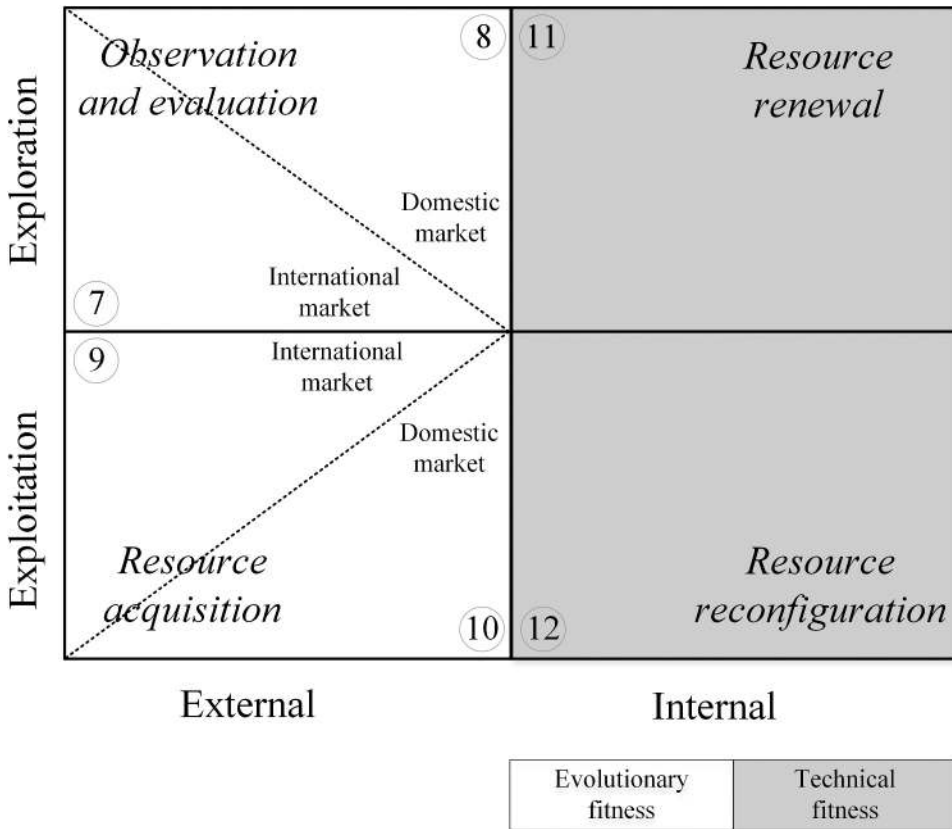 Exploration
Observation
and evaluation
8
11
Resource
renewal
Domestic
market
International
market
7
Exploitation
9
International
market
Domestic
market
Resource
acquisition
10
12
Resource
reconfiguration
External
Internal
Evolutionary
fitness
Technical
fitness